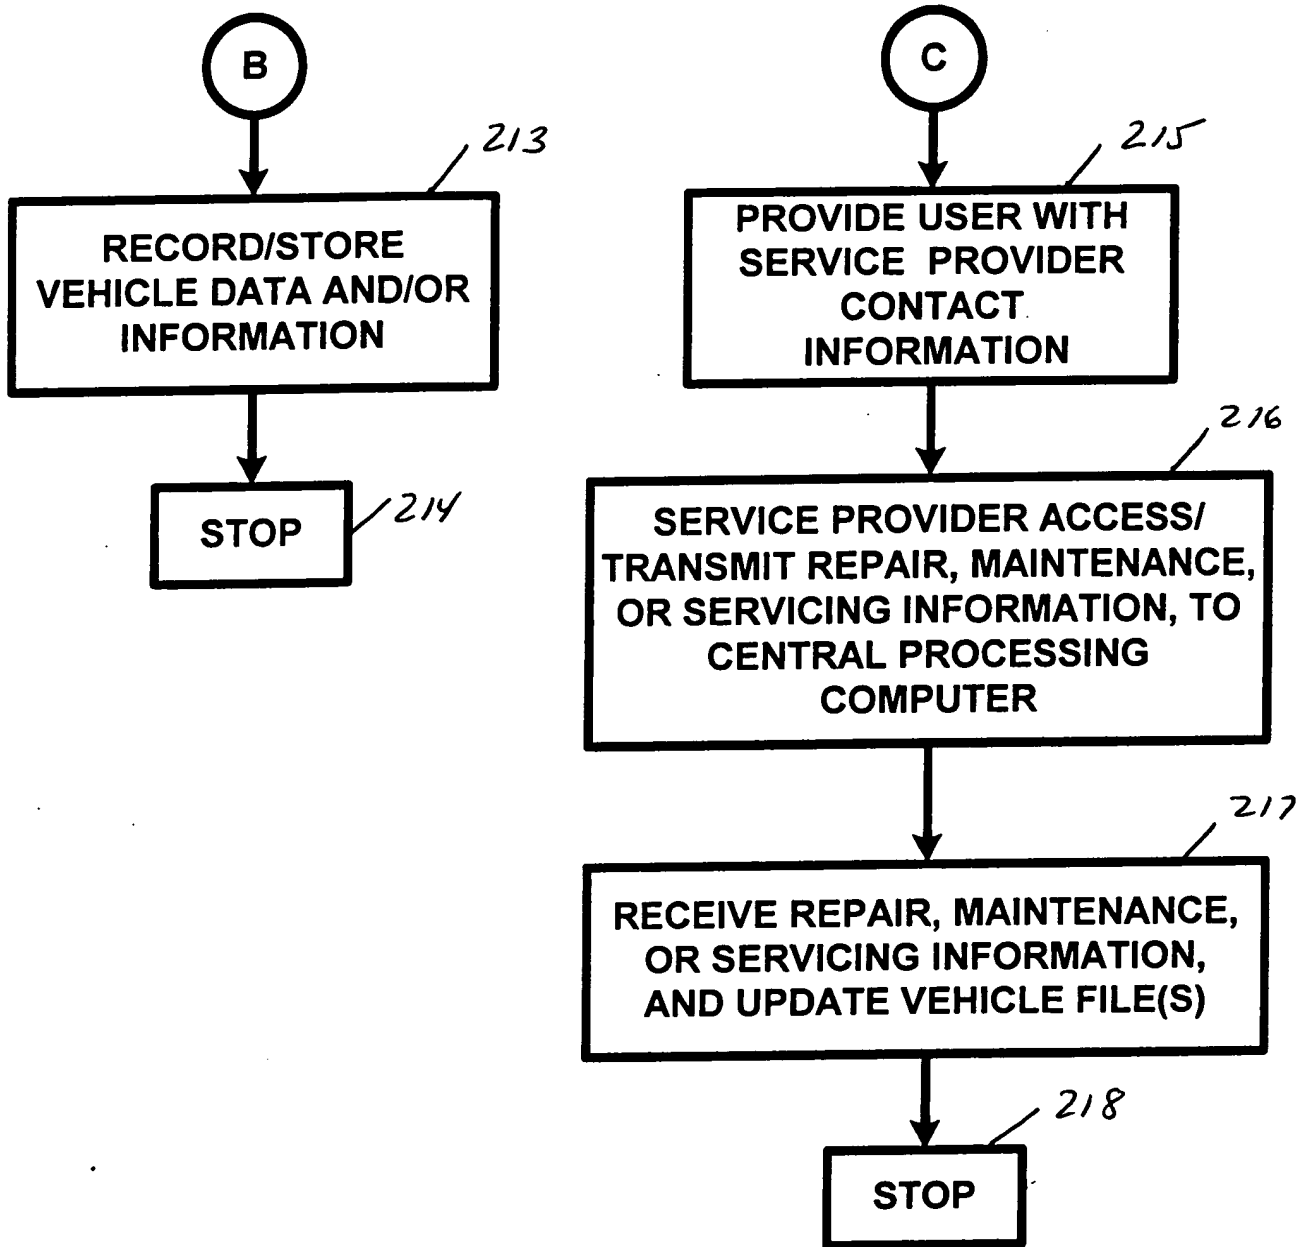 B
213
RECORD/STORE
VEHICLE DATA AND/OR
INFORMATION
214
STOP
C
215
PROVIDE USER WITH
SERVICE PROVIDER
CONTACT
INFORMATION
216
SERVICE PROVIDER ACCESS/
TRANSMIT REPAIR, MAINTENANCE,
OR SERVICING INFORMATION, TO
CENTRAL PROCESSING
COMPUTER
217
RECEIVE REPAIR, MAINTENANCE,
OR SERVICING INFORMATION,
AND UPDATE VEHICLE FILE(S)
218
STOP